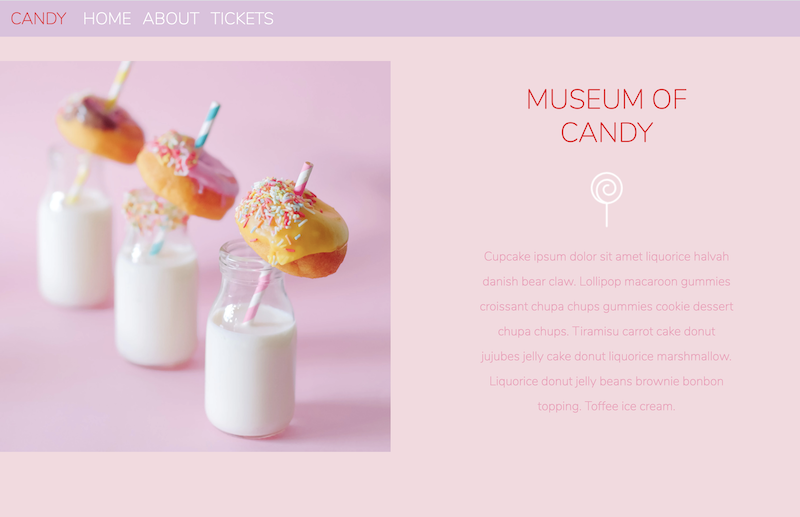 CANDY HOME ABOUT TICKETS
MUSEUM OF
CANDY
Cupcake ipsum dolor sit amet liquorice halvah
danish bear claw. Lollipop macaroon gummies
croissant chupa chups gummies cookie dessert
chupa chups. Tiramisu carrot cake donut
jujubes jelly cake donut liquorice marshmallow.
Liquorice donut jelly beans brownie bonbon
topping. Toffee ice cream.